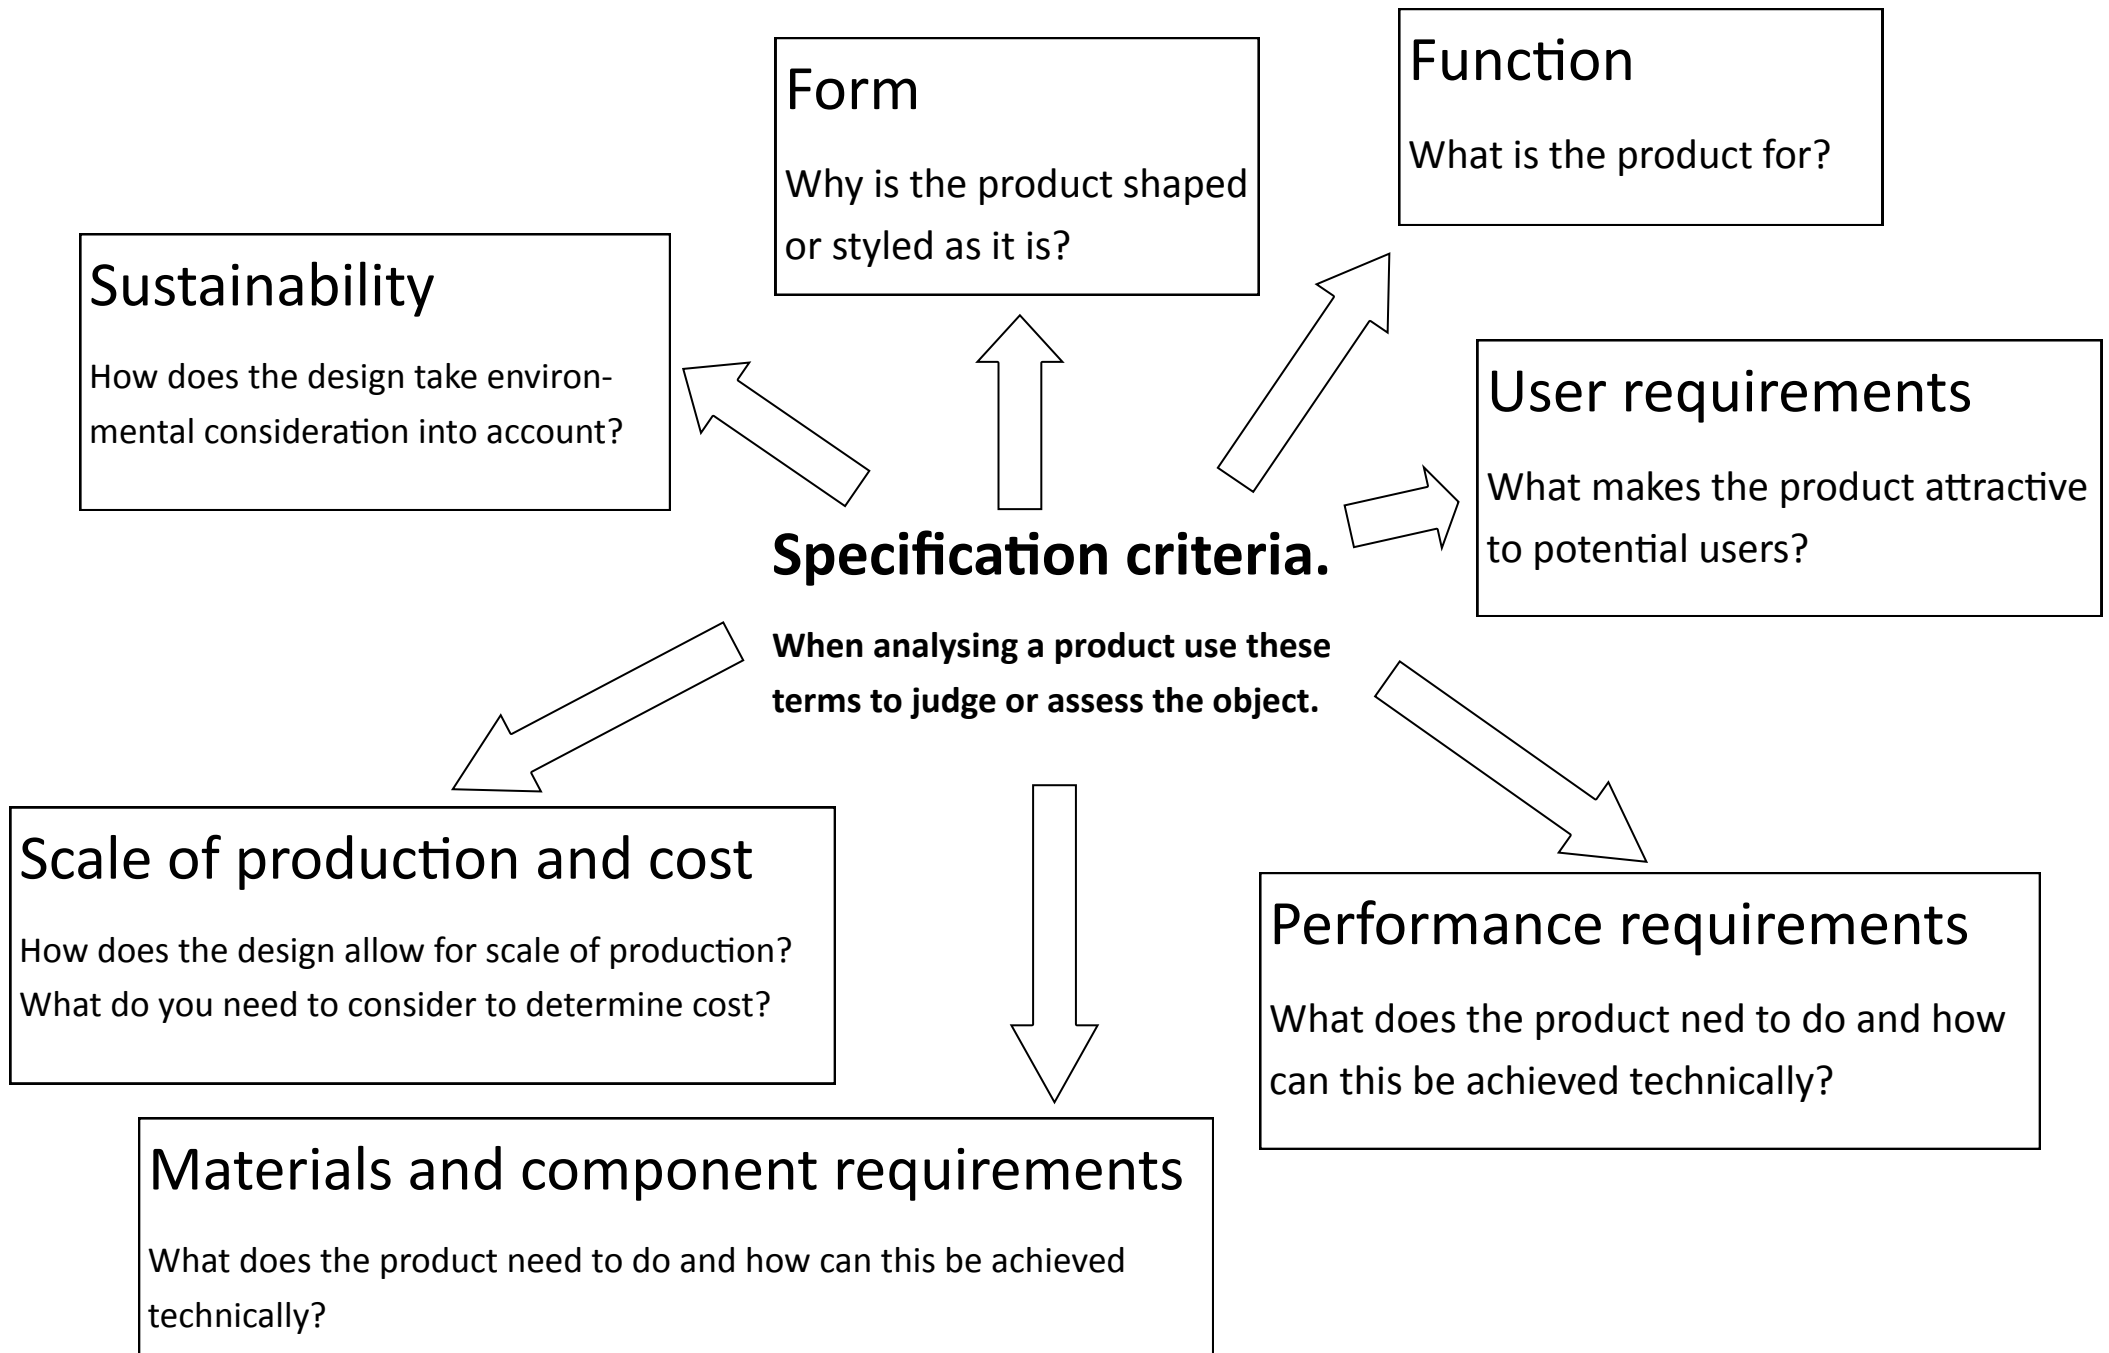 Form
Why is the product shaped
or styled as it is?
Function
What is the product for?
Sustainability
How does the design take environ-
mental consideration into account?
User requirements
What makes the product attractive
to potential users?
Specification criteria.
When analysing a product use these
terms to judge or assess the object.
Scale of production and cost
How does the design allow for scale of production?
What do you need to consider to determine cost?
Performance requirements
What does the product ned to do and how
can this be achieved technically?
Materials and component requirements
What does the product need to do and how can this be achieved
technically?